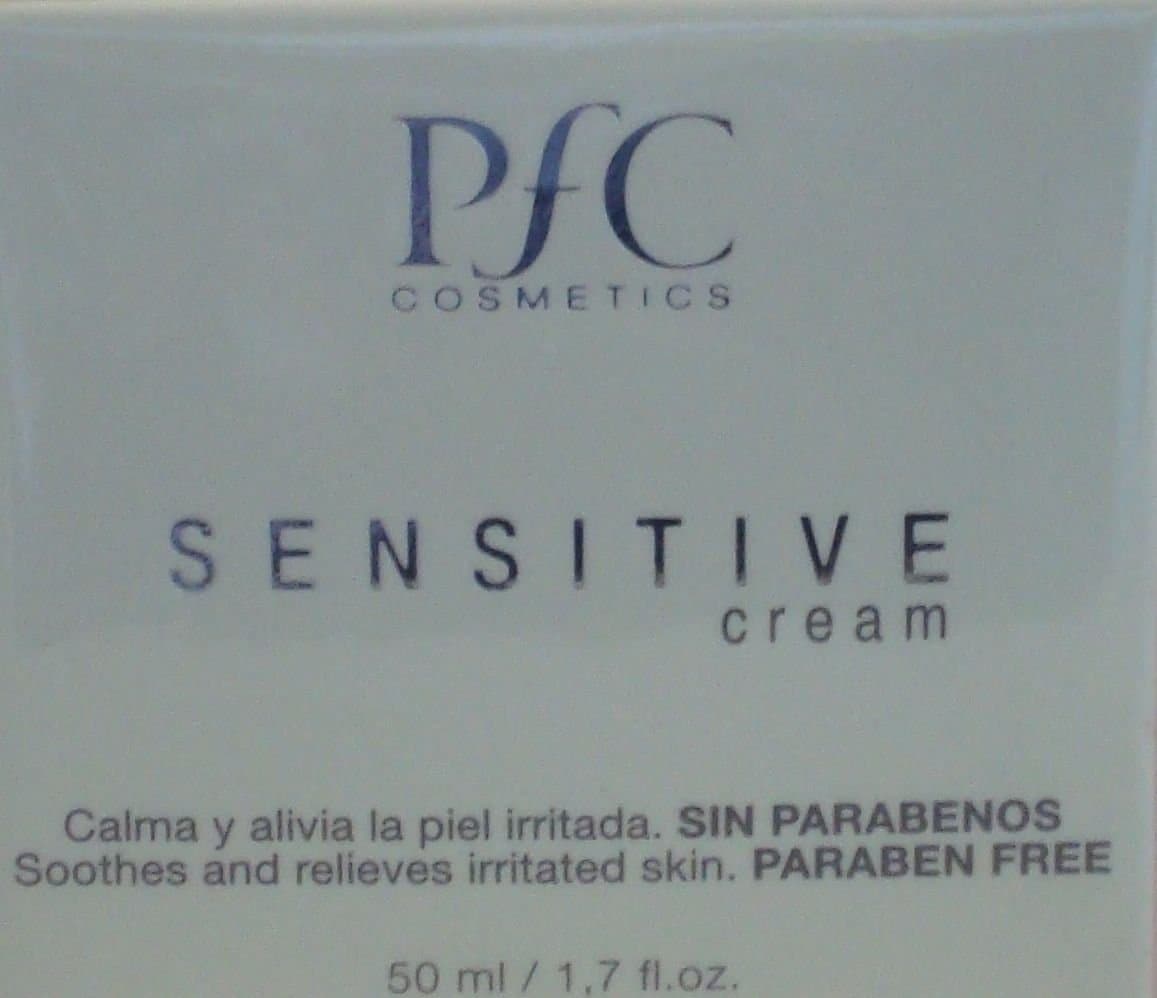 PfC
COSMETICS
SENSITIVE
cream
Calma y alivia la piel irritada. SIN PARABENOS
Soothes and relieves irritated skin. PARABEN FREE
50 ml / 1,7 fl.oz.